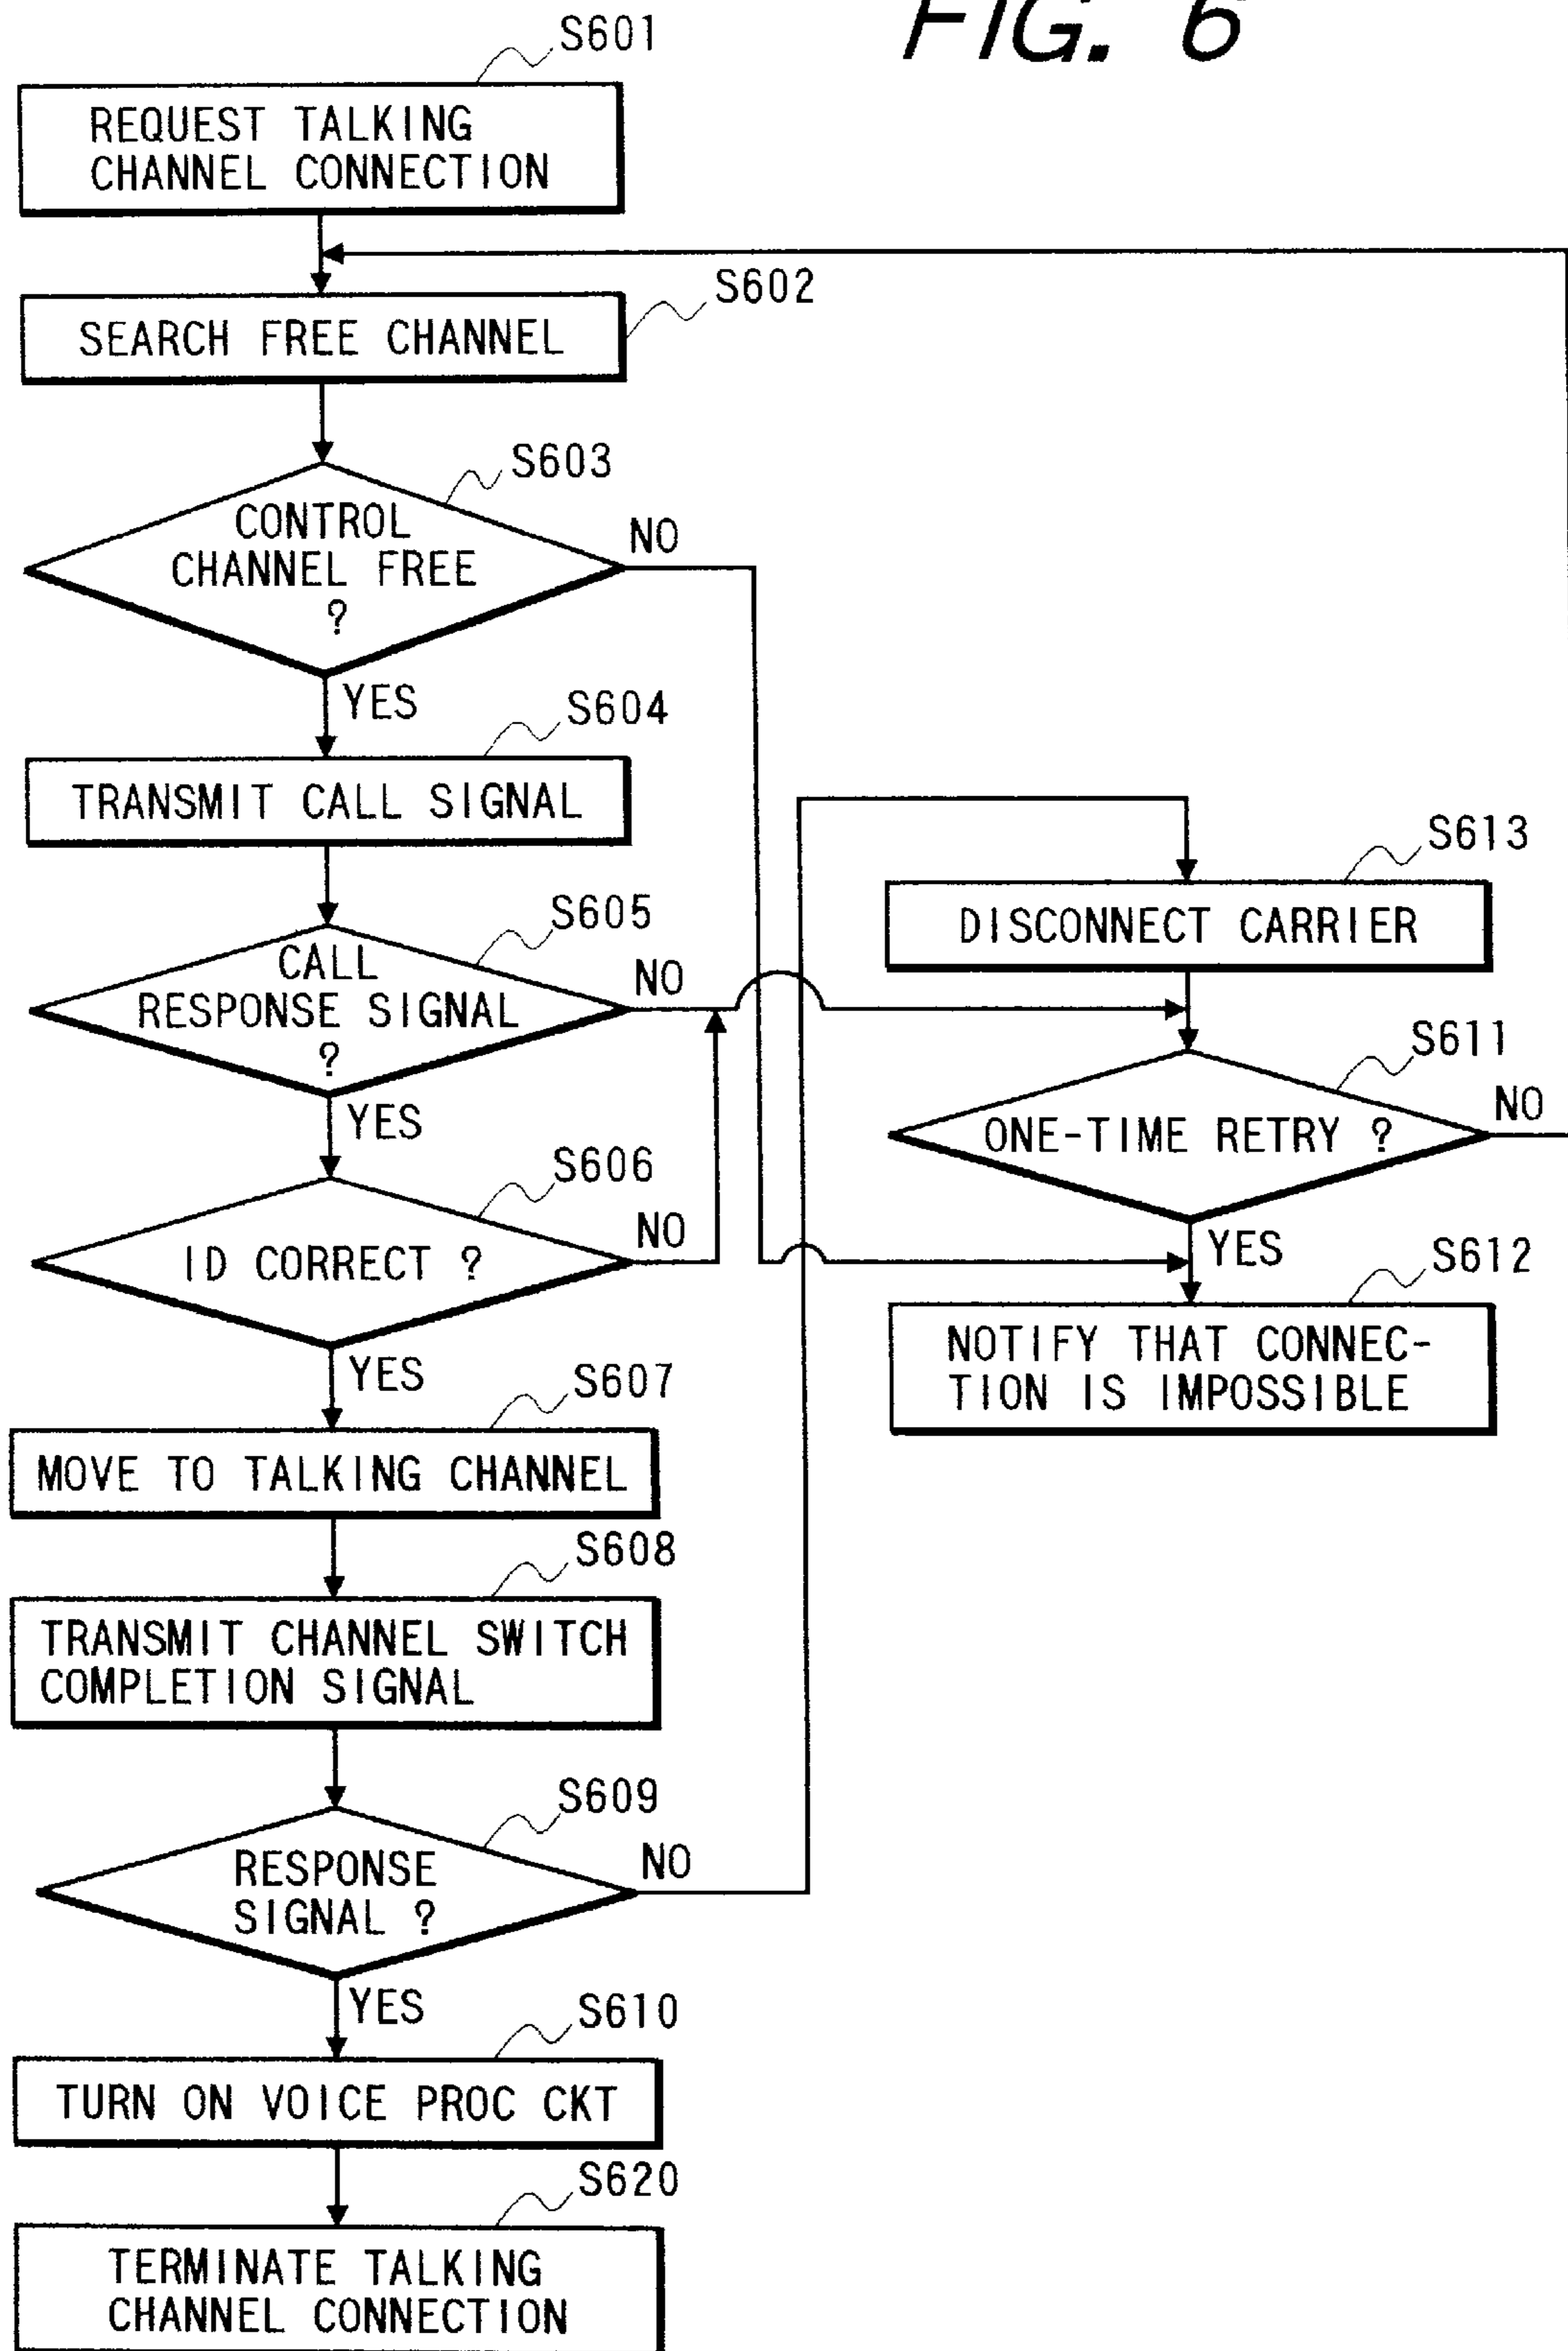 FIG. 6
S601
REQUEST TALKING
CHANNEL CONNECTION
S602
SEARCH FREE CHANNEL
S603
CONTROL
CHANNEL FREE
?
NO
YES
S604
TRANSMIT CALL SIGNAL
S605
CALL
RESPONSE SIGNAL
?
NO
YES
S606
ID CORRECT ?
NO
YES
S607
MOVE TO TALKING CHANNEL
S608
TRANSMIT CHANNEL SWITCH
COMPLETION SIGNAL
S609
RESPONSE
SIGNAL ?
NO
YES
S610
TURN ON VOICE PROC CKT
S620
TERMINATE TALKING
CHANNEL CONNECTION
S613
DISCONNECT CARRIER
S611
ONE-TIME RETRY ?
NO
YES
S612
NOTIFY THAT CONNEC-
TION IS IMPOSSIBLE